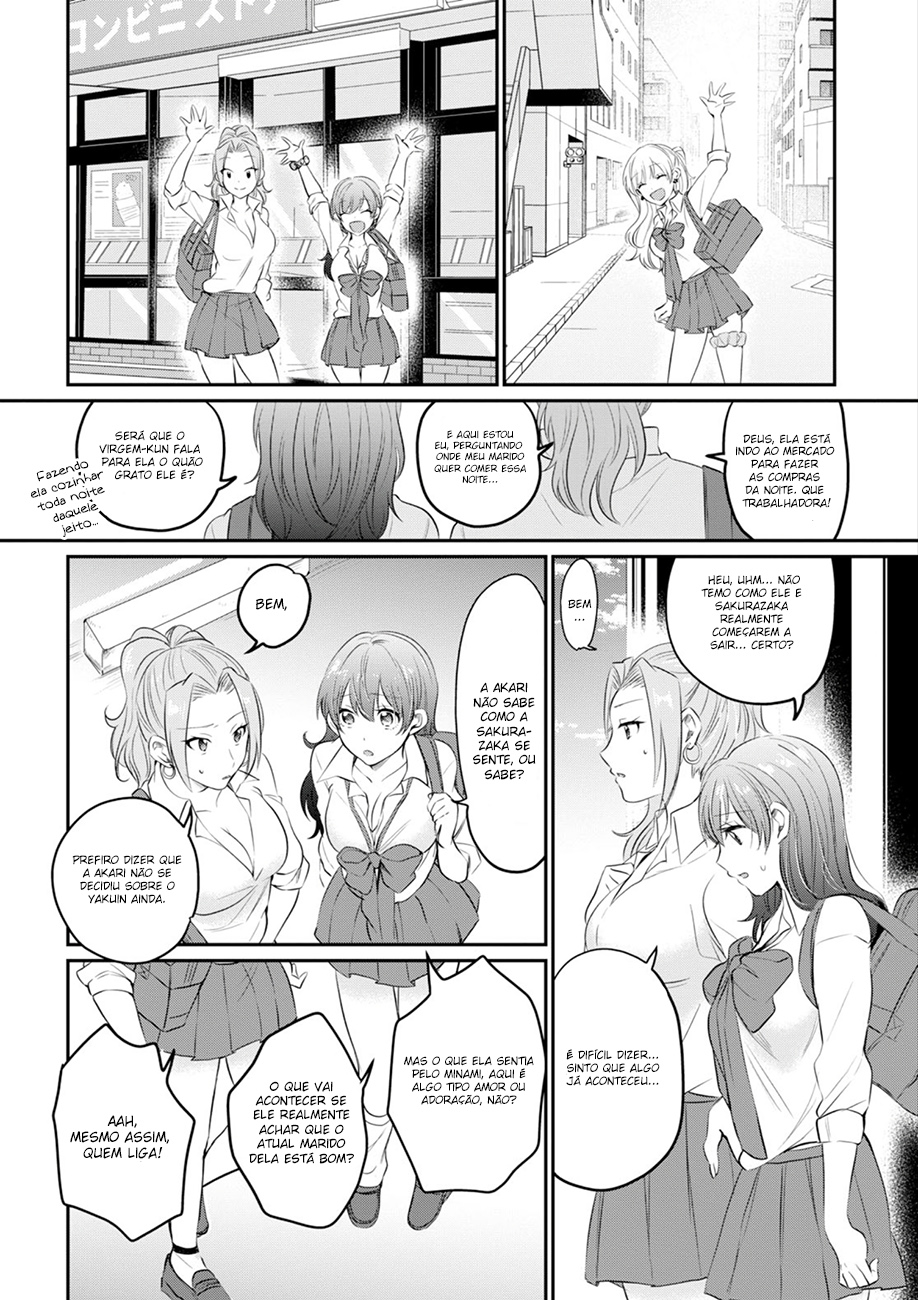 コンビニストア
DEUS, ELA ESTÁ
INDO AO MERCADO
PARA FAZER
AS COMPRAS
DA NOITE. QUE
TRABALHADORA!
E AQUI ESTOU
EU, PERGUNTANDO
ONDE MEU MARIDO
QUER COMER ESSA
NOITE...
SERÁ QUE O
VIRGEM-KUN FALA
PARA ELA O QUÃO
GRATO ELE É?
Fazendo
ela cozinhar
toda noite
daquele
jeito...
HEU, UHM... NÃO
TEMO COMO ELE E
SAKURAZAKA
REALMENTE
COMEÇAREM A
SAIR... CERTO?
BEM
...
É DIFÍCIL DIZER...
SINTO QUE ALGO
JÁ ACONTECEU...
A AKARI
NÃO SABE
COMO A
SAKURA-
ZAKA SE
SENTE, OU
SABE?
BEM,
PREFIRO DIZER QUE
A AKARI NÃO SE
DECIDIU SOBRE O
YAKUIN AINDA.
MAS O QUE ELA SENTIA
PELO MINAMI, AQUI É
ALGO TIPO AMOR OU
ADORAÇÃO, NÃO?
O QUE VAI
ACONTECER SE
ELE REALMENTE
ACHAR QUE O
ATUAL MARIDO
DELA ESTÁ BOM?
AAH,
MESMO ASSIM,
QUEM LIGA!